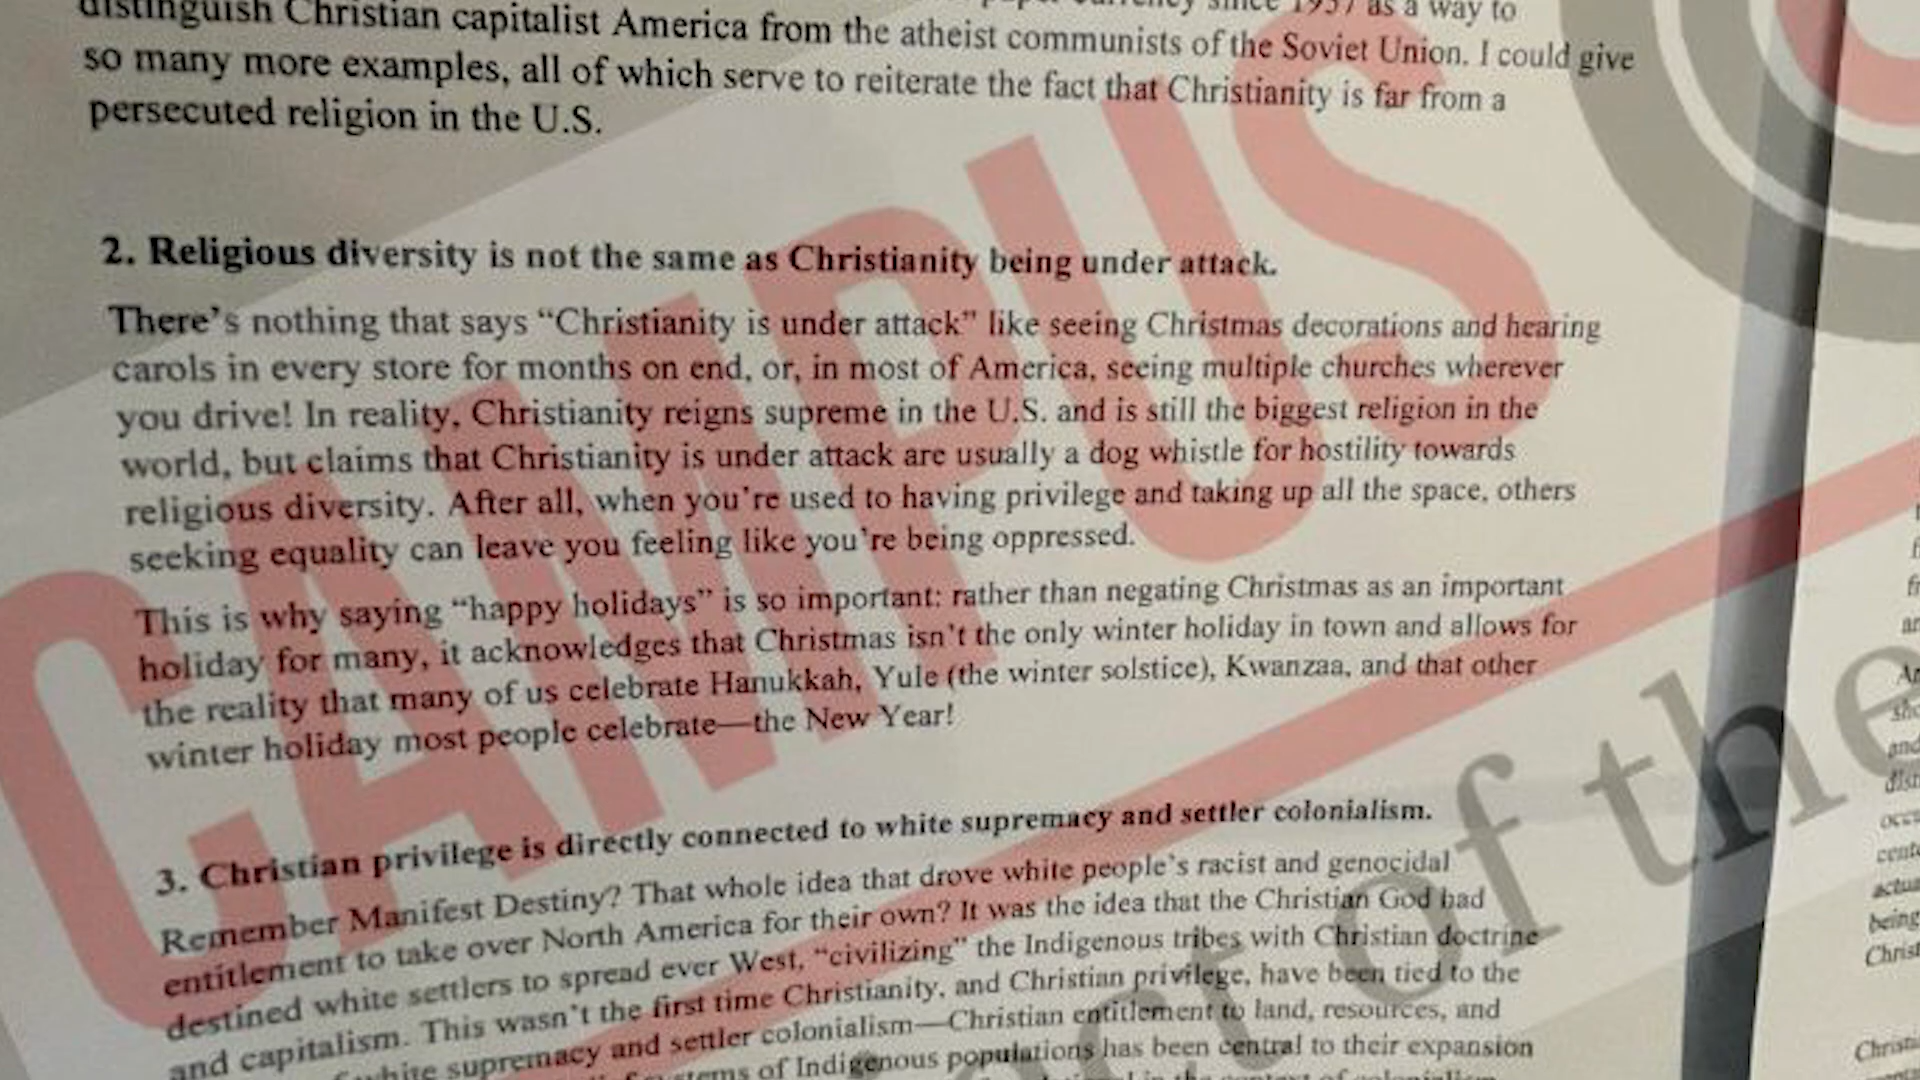 distinguish Christian capitalist America from the atheist communists of the Soviet Union. I could give
since 1957 as a way to
so many more examples, all of which serve to reiterate the fact that Christianity is far from a
persecuted religion in the U.S.
2. Religious diversity is not the same as Christianity being under attack.
There's nothing that says "Christianity is under attack" like seeing Christmas decorations and hearing
carols in every store for months on end, or, in most of America, seeing multiple churches wherever
you drive! In reality, Christianity reigns supreme in the U.S. and is still the biggest religion in the
world, but claims that Christianity is under attack are usually a dog whistle for hostility towards
religious diversity. After all, when you're used to having privilege and taking up all the space, others
seeking equality can leave you feeling like you're being oppressed.
This is why saying "happy holidays" is so important: rather than negating Christmas as an important
holiday for many, it acknowledges that Christmas isn't the only winter holiday in town and allows for
the reality that many of us celebrate Hanukkah, Yule (the winter solstice), Kwanzaa, and that other
winter holiday most people celebrate—the New Year!
3. Christian privilege is directly connected to white supremacy and settler colonialism.
Remember Manifest Destiny? That whole idea that drove white people's racist and genocidal
entitlement to take over North America for their own? It was the idea that the Christian God had
destined white settlers to spread ever West, "civilizing" the Indigenous tribes with Christian doctrine
and capitalism. This wasn't the first time Christianity, and Christian privilege, have been tied to the
white supremacy and settler colonialism—Christian entitlement to land, resources, and
of Indigenous populations has been central to their expansion
CAMPUS
of the